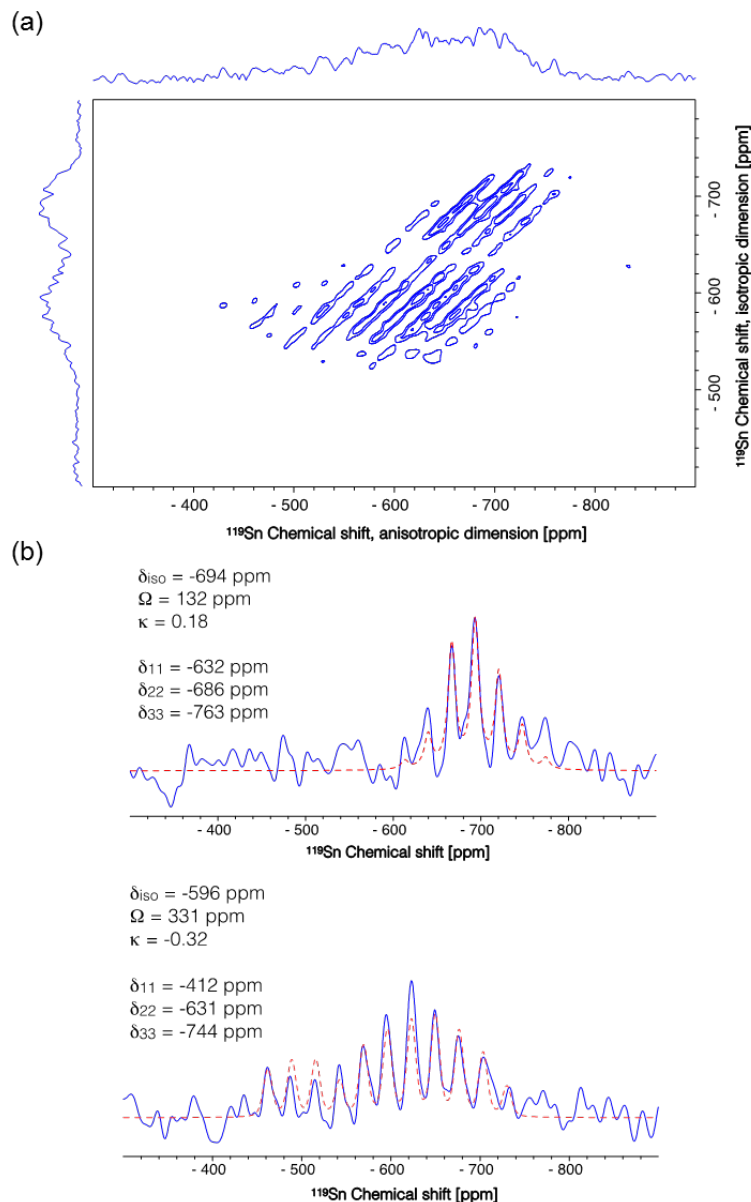 (a)
- 700
- 600
- 500
¹¹⁹Sn Chemical shift, isotropic dimension [ppm]
- 400 - 500 - 600 - 700 - 800
¹¹⁹Sn Chemical shift, anisotropic dimension [ppm]
(b)
δiso = -694 ppm
Ω = 132 ppm
κ = 0.18
δ11 = -632 ppm
δ22 = -686 ppm
δ33 = -763 ppm
- 400 - 500 - 600 - 700 - 800
¹¹⁹Sn Chemical shift [ppm]
δiso = -596 ppm
Ω = 331 ppm
κ = -0.32
δ11 = -412 ppm
δ22 = -631 ppm
δ33 = -744 ppm
- 400 - 500 - 600 - 700 - 800
¹¹⁹Sn Chemical shift [ppm]